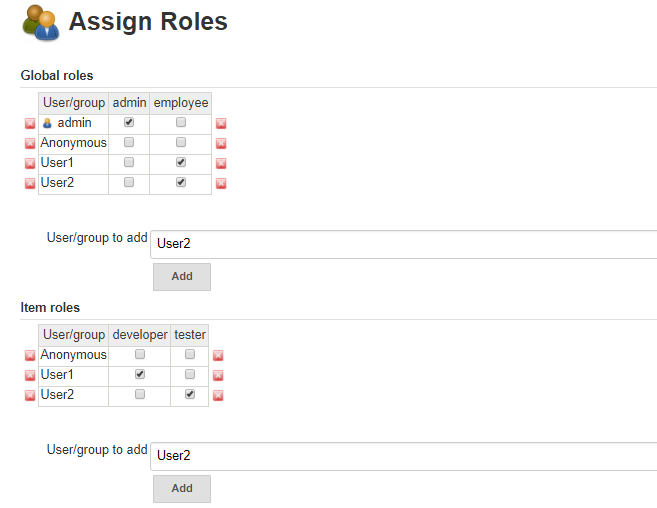 Assign Roles
Global roles
User/group admin employee
admin
Anonymous
User1
User2
User/group to add User2
Add
Item roles
User/group developer tester
Anonymous
User1
User2
User/group to add User2
Add